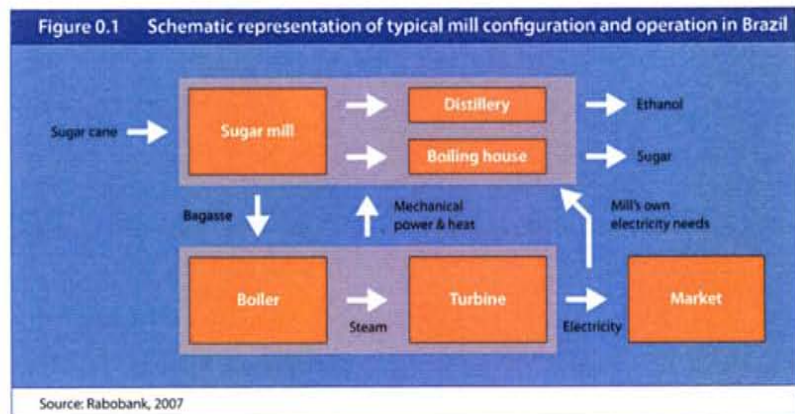 Figure 0.1 Schematic representation of typical mill configuration and operation in Brazil
Sugar cane
Sugar mill
Distillery
Ethanol
Boiling house
Sugar
Bagasse
Mechanical
power & heat
Mill's own
electricity needs
Boiler
Steam
Turbine
Electricity
Market
Source: Rabobank, 2007